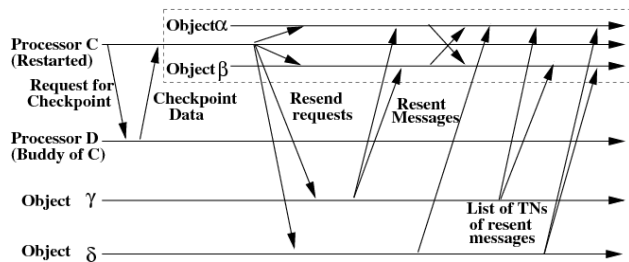 Object α
Processor C
(Restarted)
Object β
Request for
Checkpoint
Checkpoint
Data
Resend
requests
Resent
Messages
Processor D
(Buddy of C)
Object γ
List of TNs
of resent
messages
Object δ